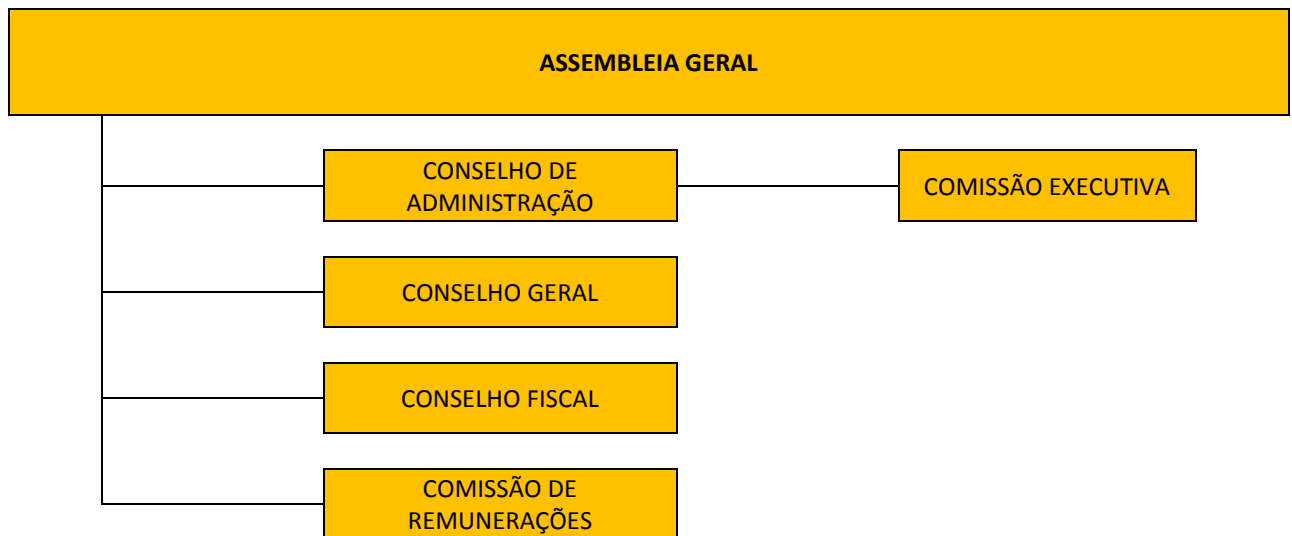 ASSEMBLEIA GERAL
CONSELHO DE
ADMINISTRAÇÃO
COMISSÃO EXECUTIVA
CONSELHO GERAL
CONSELHO FISCAL
COMISSÃO DE
REMUNERAÇÕES